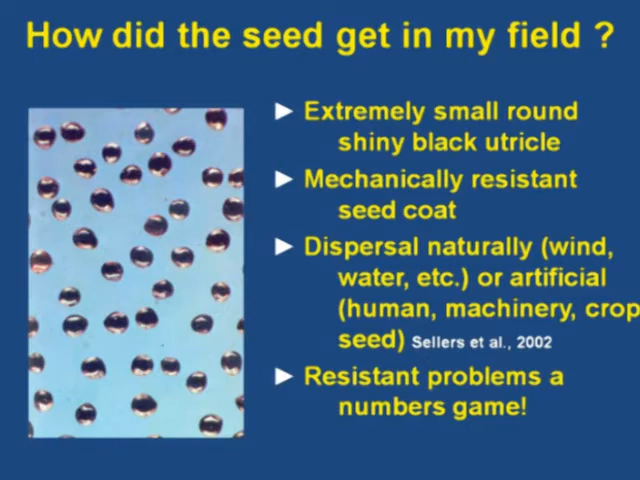 How did the seed get in my field ?
► Extremely small round
shiny black utricle
► Mechanically resistant
seed coat
► Dispersal naturally (wind,
water, etc.) or artificial
(human, machinery, crop
seed) Sellers et al., 2002
► Resistant problems a
numbers game!